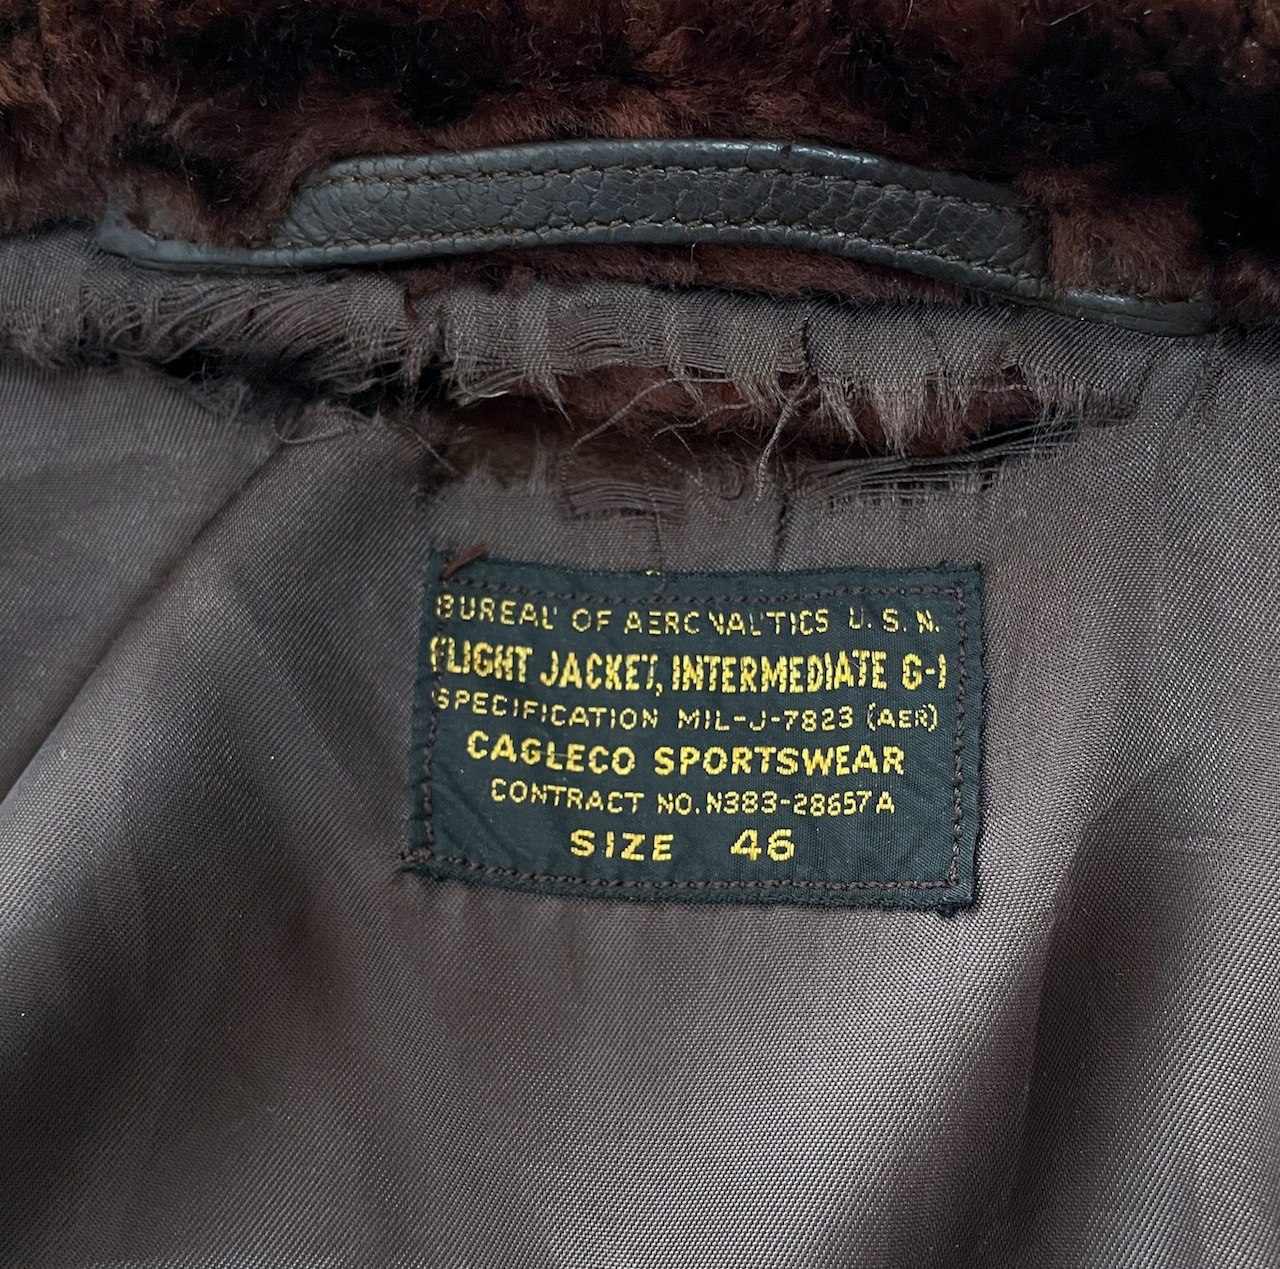 BUREAU OF AERONAUTICS U. S. N.
FLIGHT JACKET, INTERMEDIATE G-1
SPECIFICATION MIL-J-7823 (AER)
CAGLECO SPORTSWEAR
CONTRACT NO. N383-28657A
SIZE 46